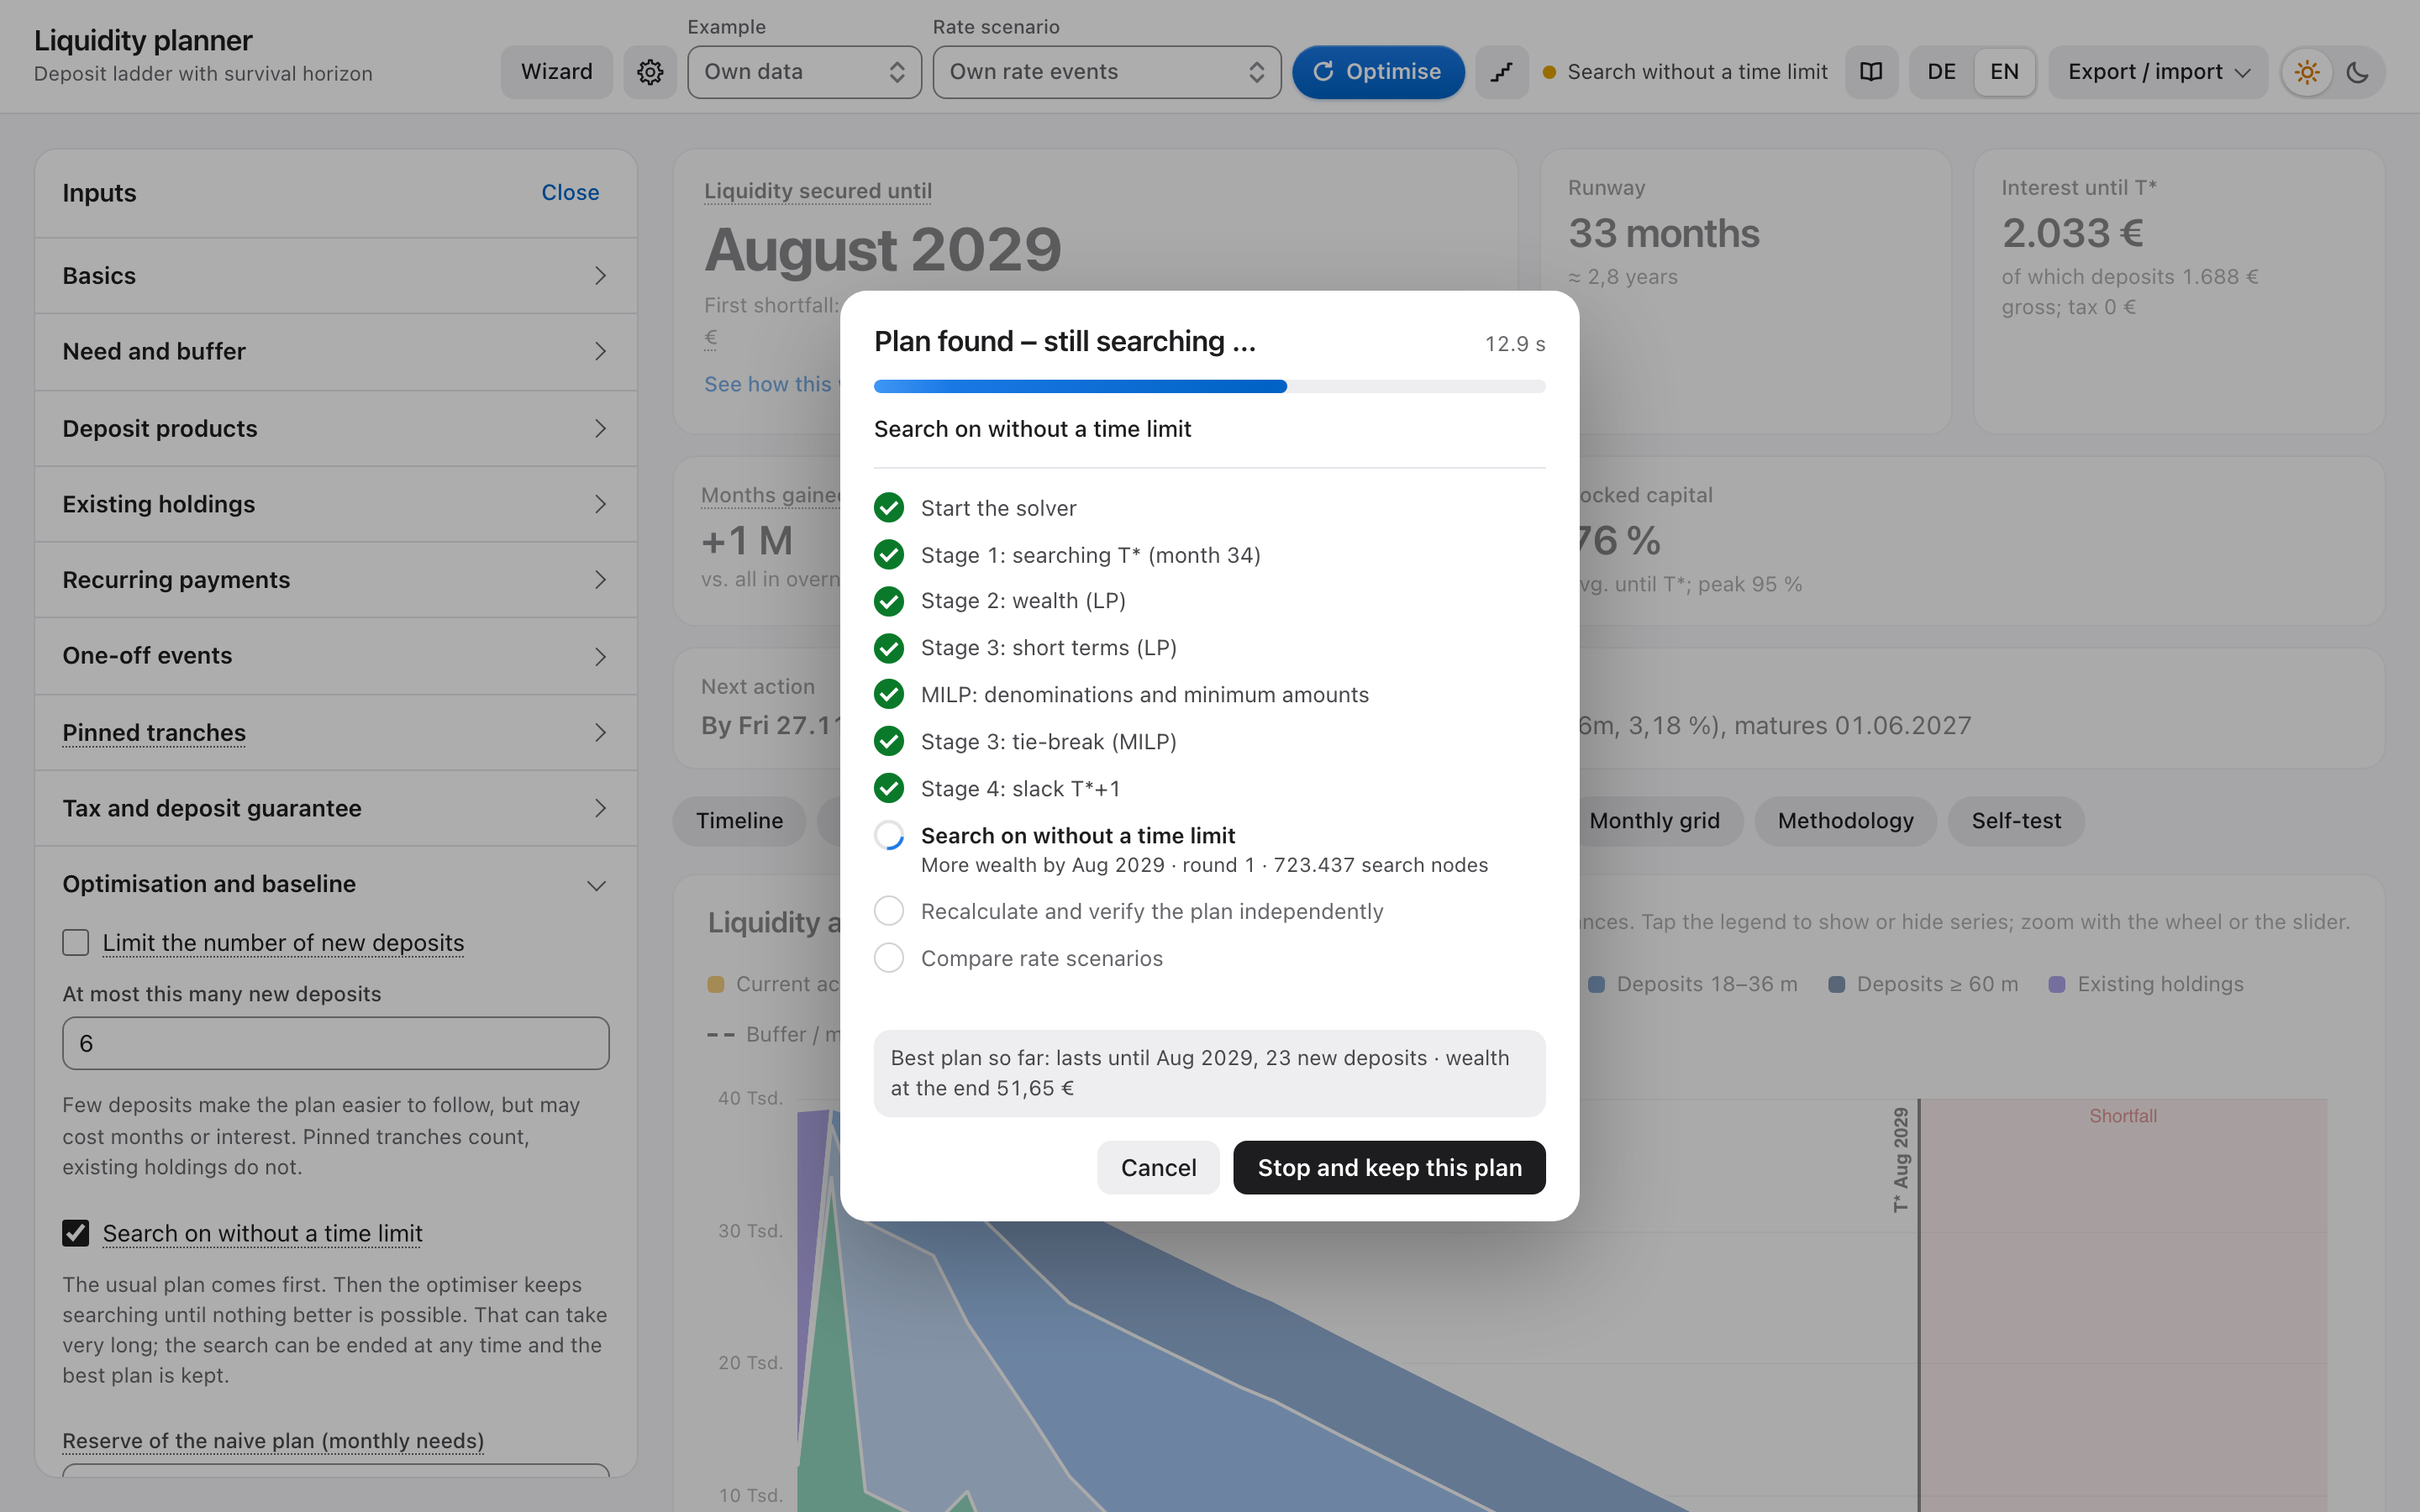 Liquidity planner
Deposit ladder with survival horizon
Wizard
Example
Own data
Rate scenario
Own rate events
Optimise
Search without a time limit
DE
EN
Export / import
Inputs
Close
Basics
Need and buffer
Deposit products
Existing holdings
Recurring payments
One-off events
Pinned tranches
Tax and deposit guarantee
Optimisation and baseline
Limit the number of new deposits
At most this many new deposits
6
Few deposits make the plan easier to follow, but may
cost months or interest. Pinned tranches count,
existing holdings do not.
Search on without a time limit
The usual plan comes first. Then the optimiser keeps
searching until nothing better is possible. That can take
very long; the search can be ended at any time and the
best plan is kept.
Reserve of the naive plan (monthly needs)
Liquidity secured until
August 2029
First shortfall:
€
See how this
Runway
33 months
≈ 2,8 years
Interest until T*
2.033 €
of which deposits 1.688 €
gross; tax 0 €
Months gained
+1 M
vs. all in overn
ocked capital
76 %
vg. until T*; peak 95 %
Next action
By Fri 27.11
6m, 3,18 %), matures 01.06.2027
Timeline
Monthly grid
Methodology
Self-test
Liquidity a
nces. Tap the legend to show or hide series; zoom with the wheel or the slider.
Current ac
Deposits 18–36 m
Deposits ≥ 60 m
Existing holdings
Buffer / m
40 Tsd.
30 Tsd.
20 Tsd.
10 Tsd.
T* Aug 2029
Shortfall
Plan found – still searching …
12.9 s
Search on without a time limit
Start the solver
Stage 1: searching T* (month 34)
Stage 2: wealth (LP)
Stage 3: short terms (LP)
MILP: denominations and minimum amounts
Stage 3: tie-break (MILP)
Stage 4: slack T*+1
Search on without a time limit
More wealth by Aug 2029 · round 1 · 723.437 search nodes
Recalculate and verify the plan independently
Compare rate scenarios
Best plan so far: lasts until Aug 2029, 23 new deposits · wealth
at the end 51,65 €
Cancel
Stop and keep this plan